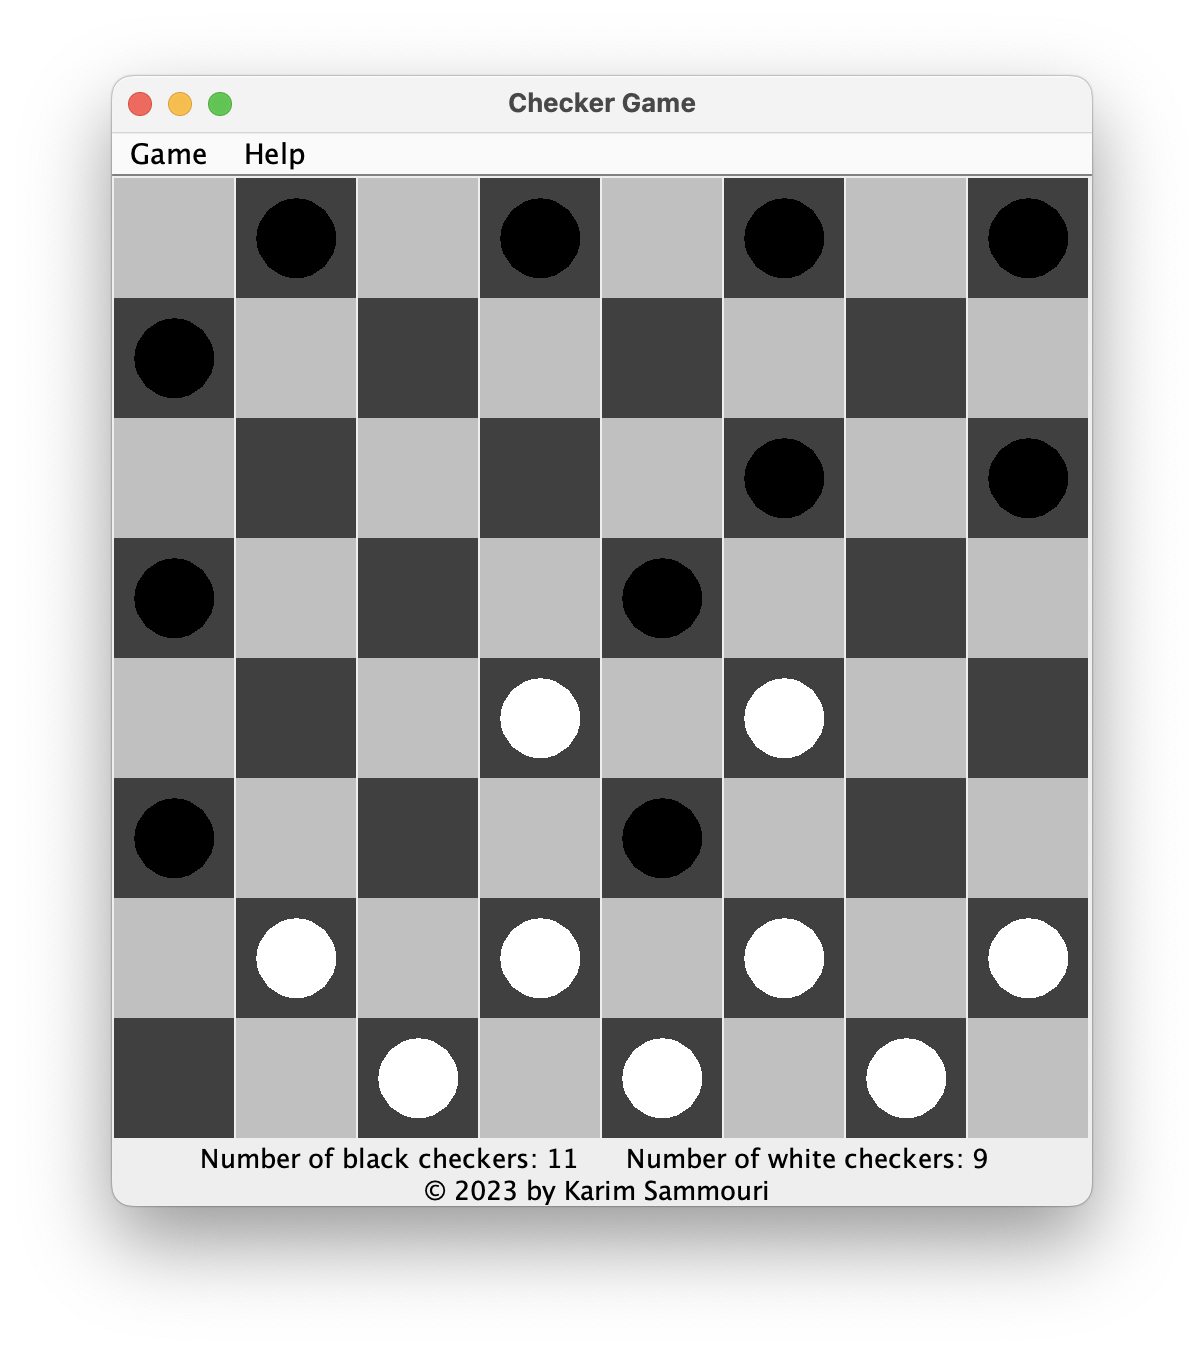 Checker Game
Game Help
Number of black checkers: 11 Number of white checkers: 9
© 2023 by Karim Sammouri